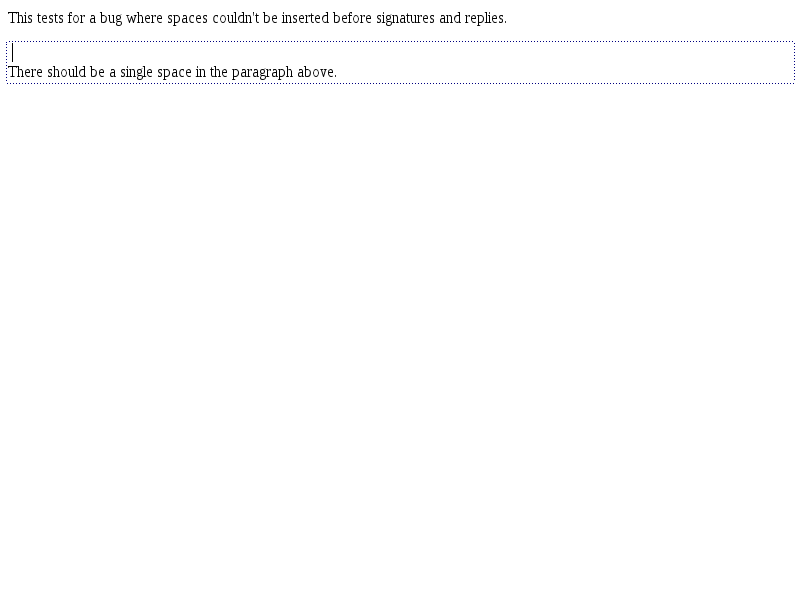 This tests for a bug where spaces couldn't be inserted before signatures and replies.
There should be a single space in the paragraph above.